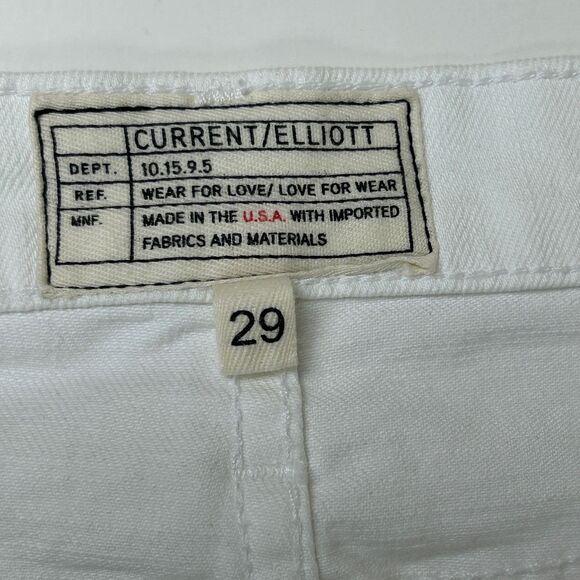 CURRENT/ELLIOTT
DEPT. 10.15.9.5
REF. WEAR FOR LOVE/ LOVE FOR WEAR
MNF. MADE IN THE U.S.A. WITH IMPORTED
FABRICS AND MATERIALS
29